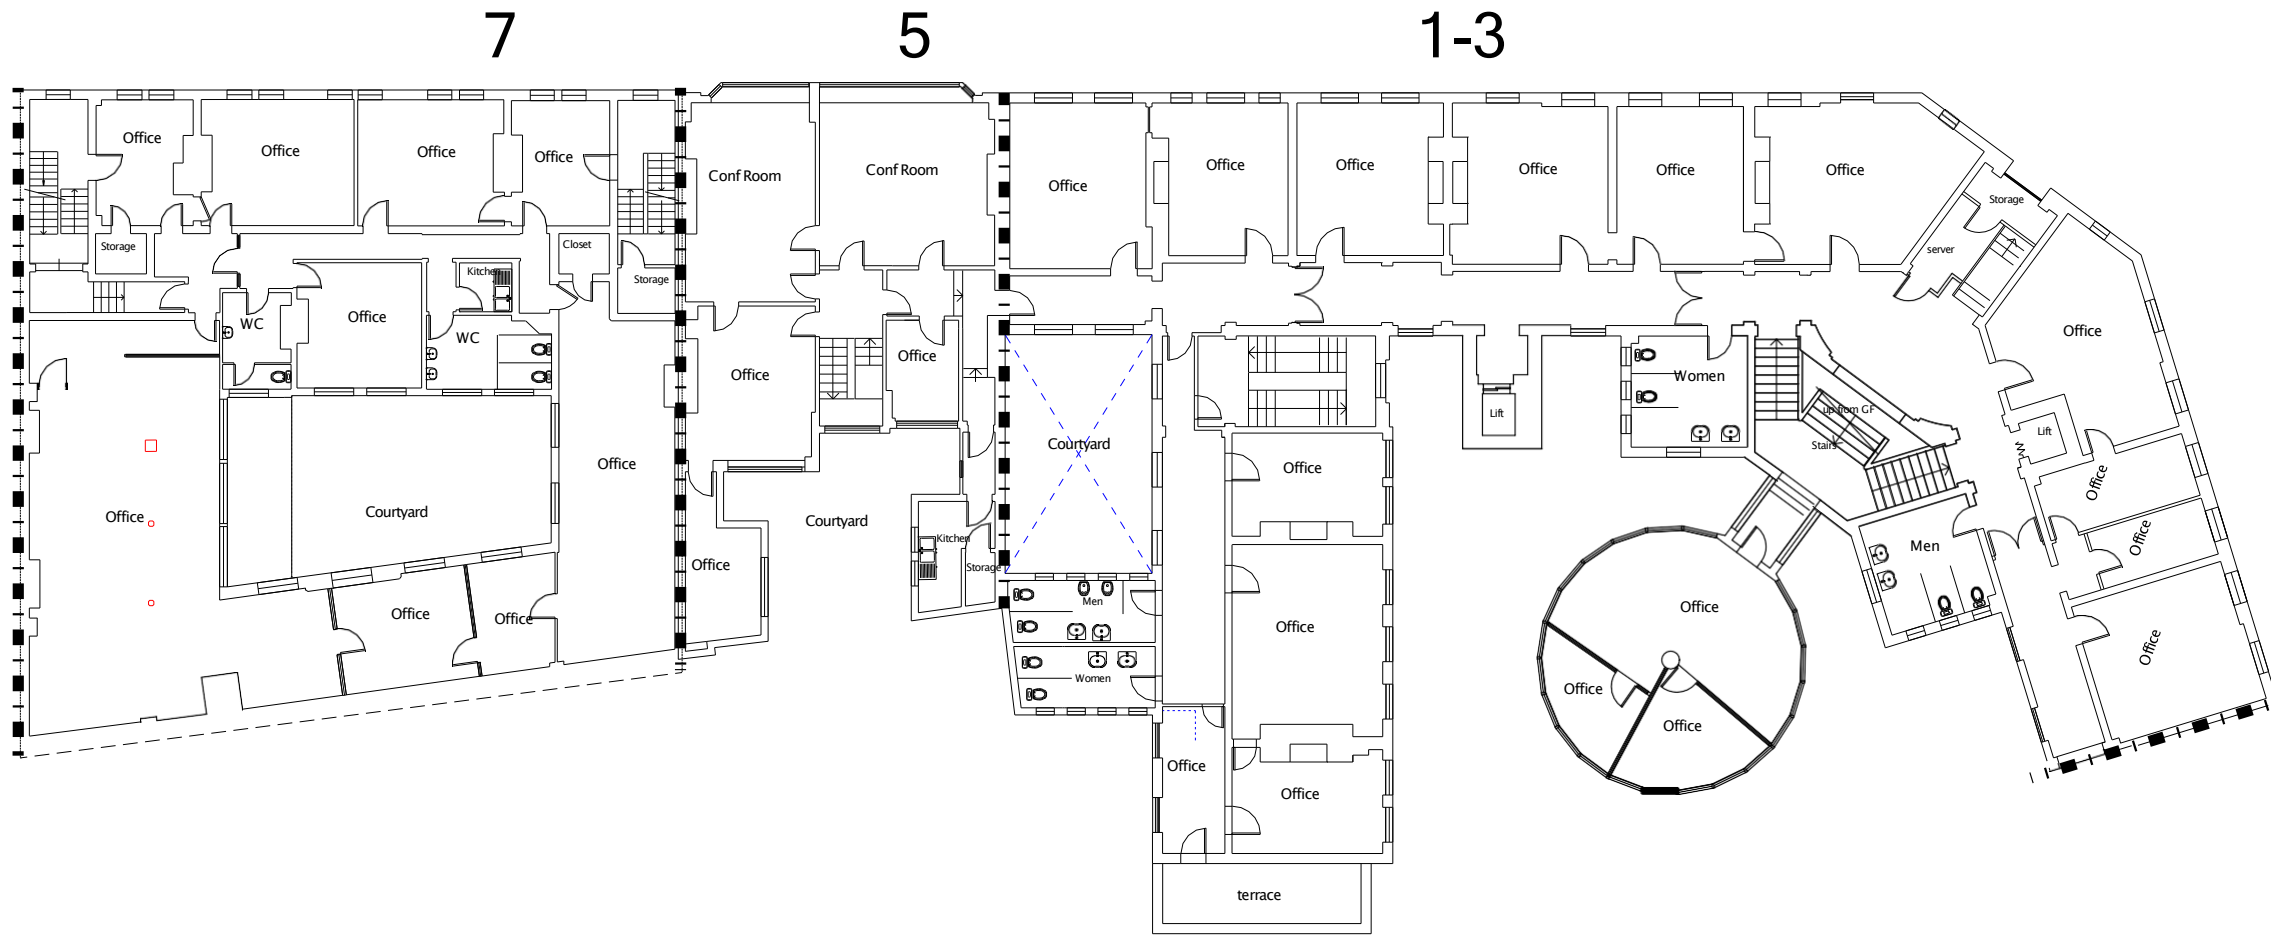 7
5
1-3
Office
Office
Office
Office
Storage
Closet
Storage
Kitchen
WC
Office
WC
Office
Courtyard
Office
Office
Office
Conf Room
Conf Room
Office
Office
Courtyard
Office
Kitchen
Storage
Office
Office
Office
Office
Office
Office
Storage
server
Office
Courtyard
Lift
Women
up from GF
Stairs
Lift
Office
Office
Office
Men
Office
Men
Women
Office
Office
Office
Office
terrace
Office
Office
Office